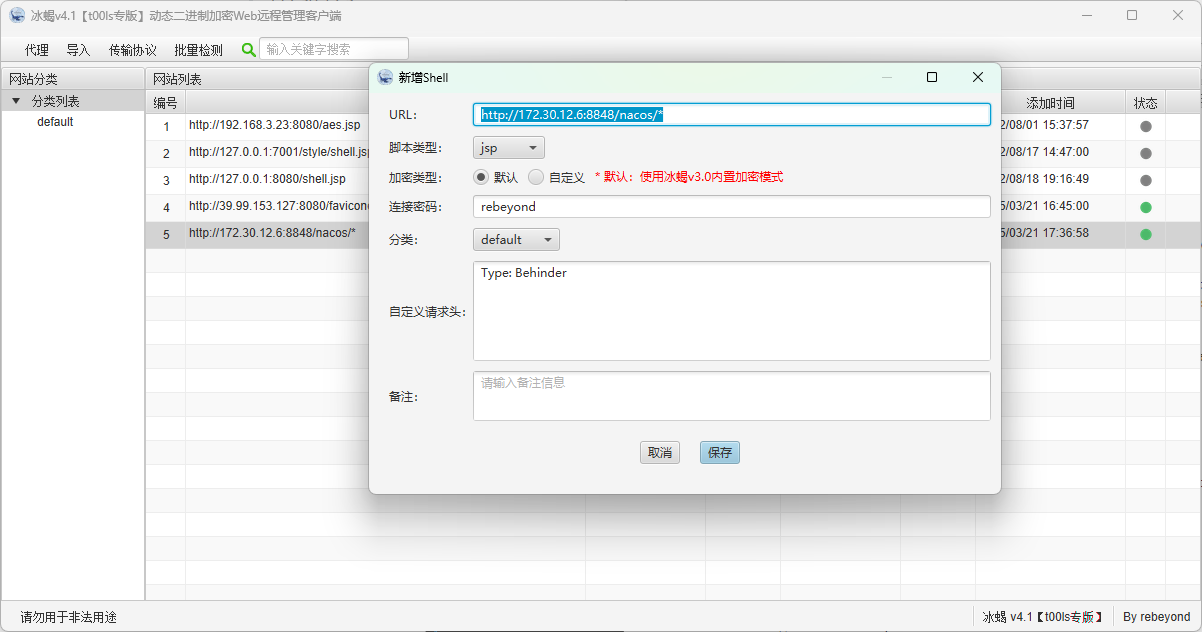 冰蝎v4.1【t00ls专版】动态二进制加密Web远程管理客户端
代理 导入 传输协议 批量检测 输入关键字搜索
网站分类
分类列表
default
网站列表
编号 添加时间 状态
1 http://192.168.3.23:8080/aes.jsp 2/08/01 15:37:57
2 http://127.0.0.1:7001/style/shell.jsp 2/08/17 14:47:00
3 http://127.0.0.1:8080/shell.jsp 2/08/18 19:16:49
4 http://39.99.153.127:8080/favicon 5/03/21 16:45:00
5 http://172.30.12.6:8848/nacos/* 5/03/21 17:36:58
新增Shell
URL: http://172.30.12.6:8848/nacos/*
脚本类型: jsp
加密类型: 默认 自定义 * 默认：使用冰蝎v3.0内置加密模式
连接密码: rebeyond
分类: default
自定义请求头: Type: Behinder
备注: 请输入备注信息
取消 保存
请勿用于非法用途
冰蝎 v4.1【t00ls专版】 By rebeyond